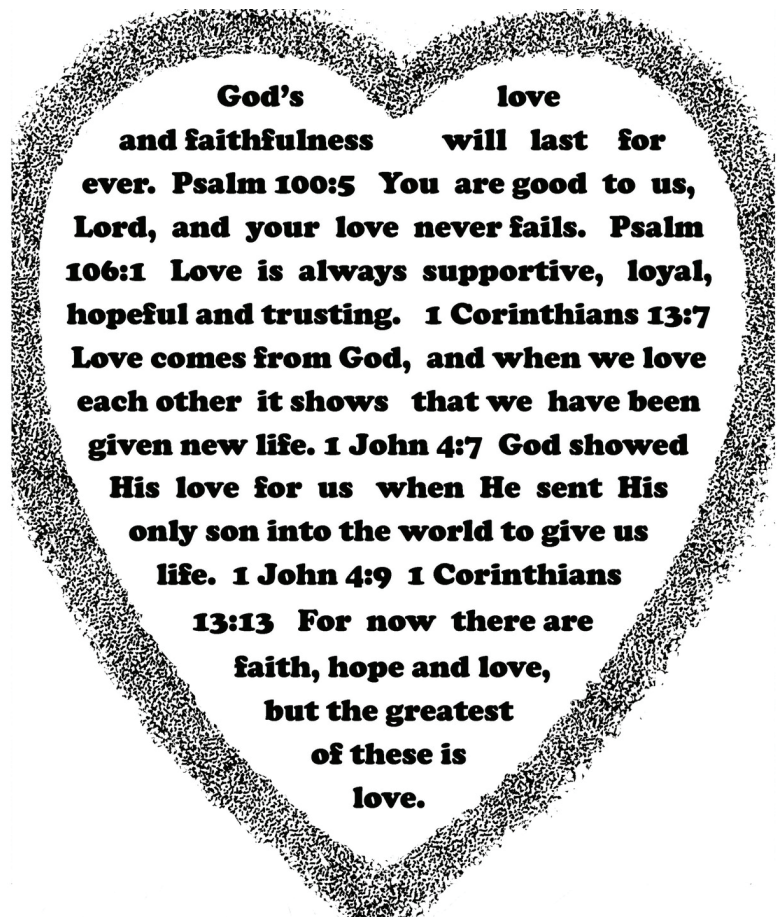 God's love
and faithfulness will last for
ever. Psalm 100:5 You are good to us,
Lord, and your love never fails. Psalm
106:1 Love is always supportive, loyal,
hopeful and trusting. 1 Corinthians 13:7
Love comes from God, and when we love
each other it shows that we have been
given new life. 1 John 4:7 God showed
His love for us when He sent His
only son into the world to give us
life. 1 John 4:9 1 Corinthians
13:13 For now there are
faith, hope and love,
but the greatest
of these is
love.